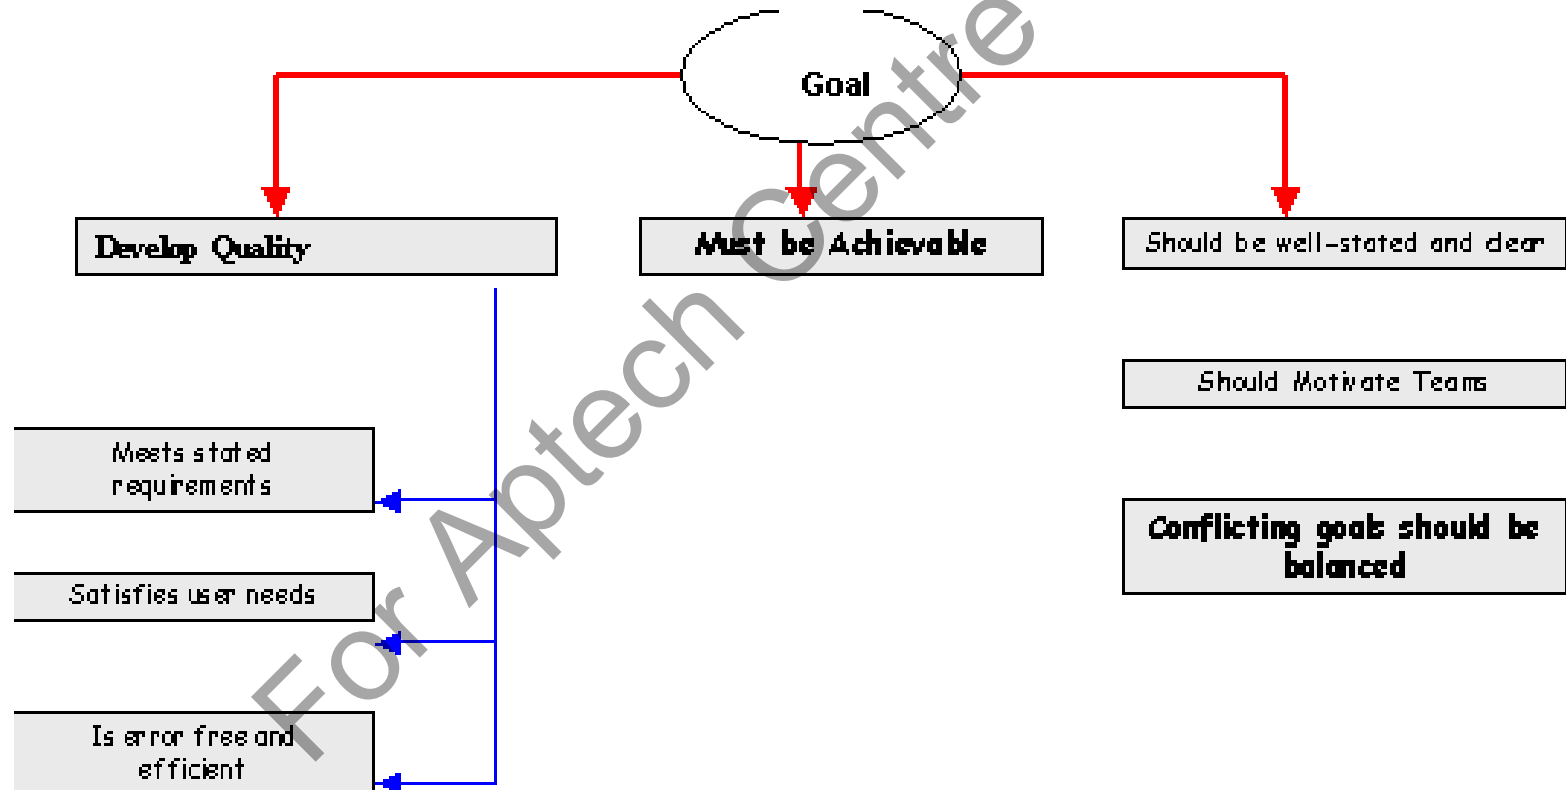 Goal
Develop Quality
Must be Achievable
Should be well-stated and clear
Should Motivate Teams
Meets stated
requirements
Conflicting goals should be
balanced
Satisfies user needs
Is error free and
efficient
For Aptech Centre